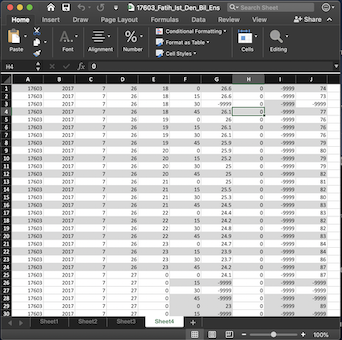 17603_Fatih_Ist_Den_Bil_Ens
Search Sheet
Home Insert Draw Page Layout Formulas Share
Paste Font Alignment Number Conditional Formatting Format as Table Cell Styles Cells Editing
H4 fx 0
A B C D E F G H I J
1 17603 2017 7 26 18 0 26.6 0 -9999 74
2 17603 2017 7 26 18 15 26.6 0 -9999 73
3 17603 2017 7 26 18 30 -9999 0 -9999 -9999
4 17603 2017 7 26 18 45 26.1 0 -9999 77
5 17603 2017 7 26 19 0 26 0 -9999 76
6 17603 2017 7 26 19 15 26.1 0 -9999 76
7 17603 2017 7 26 19 30 26.1 0 -9999 76
8 17603 2017 7 26 19 45 25.9 0 -9999 79
9 17603 2017 7 26 20 0 25.9 0 -9999 80
10 17603 2017 7 26 20 15 25.2 0 -9999 79
11 17603 2017 7 26 20 30 25 0 -9999 82
12 17603 2017 7 26 20 45 25 0 -9999 82
13 17603 2017 7 26 21 0 25 0 -9999 81
14 17603 2017 7 26 21 15 25.5 0 -9999 81
15 17603 2017 7 26 21 30 25.3 0 -9999 80
16 17603 2017 7 26 21 45 24.5 0 -9999 83
17 17603 2017 7 26 22 0 24.4 0 -9999 83
18 17603 2017 7 26 22 15 24.2 0 -9999 82
19 17603 2017 7 26 22 30 24.8 0 -9999 82
20 17603 2017 7 26 22 45 24.9 0 -9999 83
21 17603 2017 7 26 23 0 24.7 0 -9999 84
22 17603 2017 7 26 23 15 23.9 0 -9999 84
23 17603 2017 7 26 23 30 23.7 0 -9999 86
24 17603 2017 7 26 23 45 24.2 0 -9999 87
25 17603 2017 7 27 0 0 24.1 0 -9999 87
26 17603 2017 7 27 0 15 -9999 0 -9999 -9999
27 17603 2017 7 27 0 30 -9999 0 -9999 -9999
28 17603 2017 7 27 0 45 -9999 0 -9999 -9999
29 17603 2017 7 27 0 23 0 -9999 89
30 17603 2017 7 27 15 -9999 0 -9999 -9999
Sheet1 Sheet2 Sheet3 Sheet4 +
100%